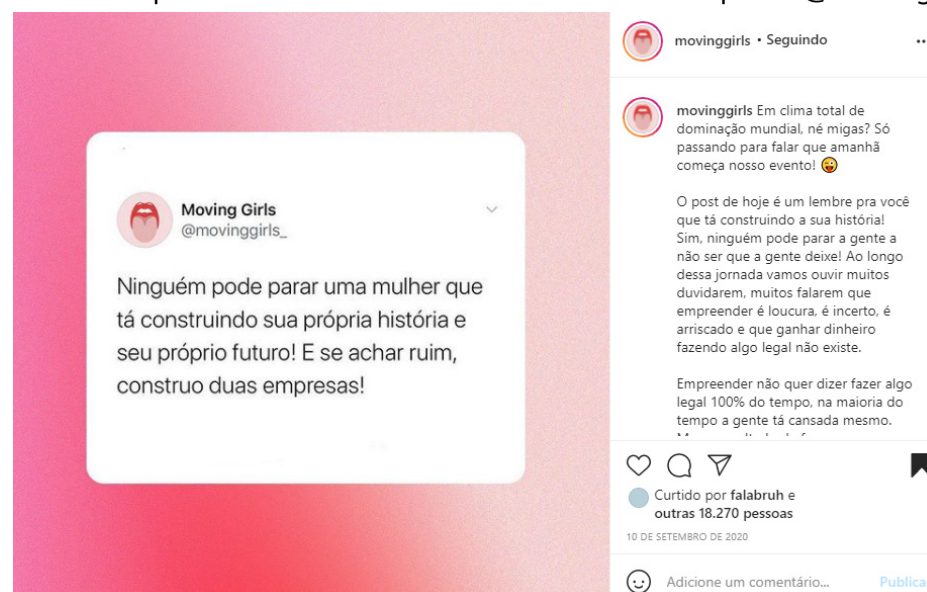 movinggirls • Seguindo
Moving Girls
@movinggirls_
Ninguém pode parar uma mulher que
tá construindo sua própria história e
seu próprio futuro! E se achar ruim,
construo duas empresas!
movinggirls Em clima total de
dominação mundial, né migas? Só
passando para falar que amanhã
começa nosso evento! 😜
O post de hoje é um lembre pra você
que tá construindo a sua história!
Sim, ninguém pode parar a gente a
não ser que a gente deixe! Ao longo
dessa jornada vamos ouvir muitos
duvidarem, muitos falarem que
empreender é loucura, é incerto, é
arriscado e que ganhar dinheiro
fazendo algo legal não existe.
Empreender não quer dizer fazer algo
legal 100% do tempo, na maioria do
tempo a gente tá cansada mesmo.
Curtido por falabruh e
outras 18.270 pessoas
10 DE SETEMBRO DE 2020
Adicione um comentário...
Publica